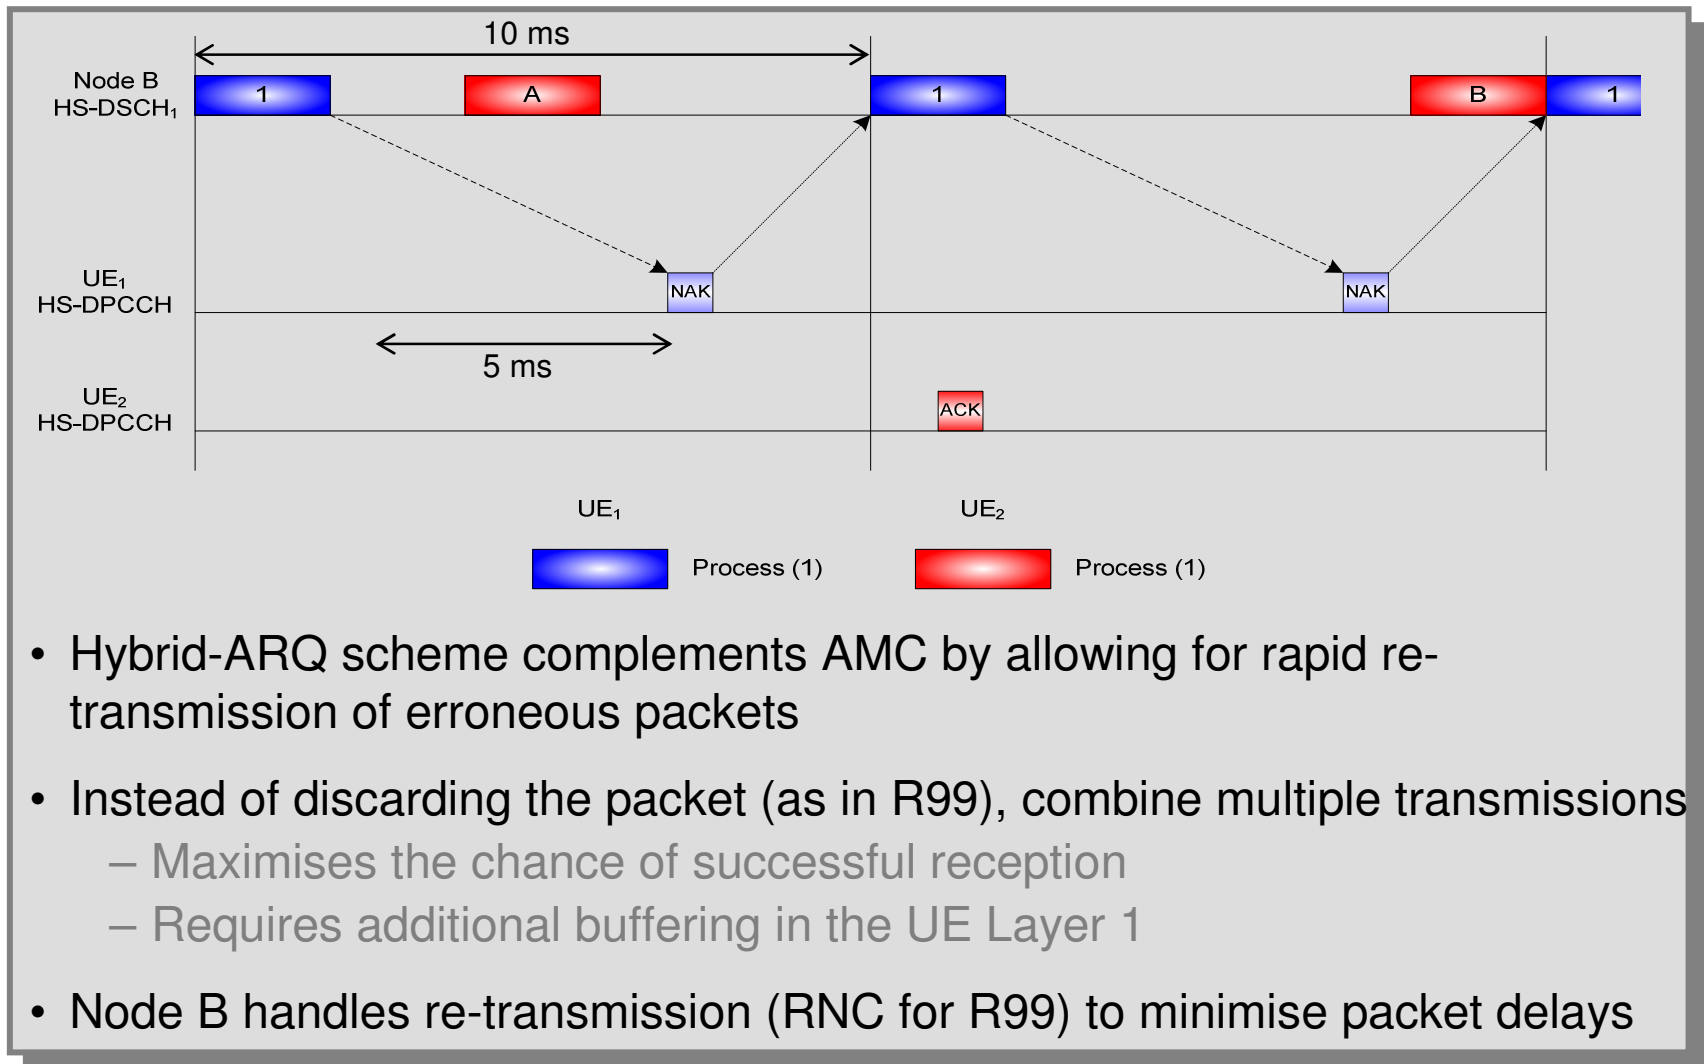 10 ms
Node B
HS-DSCH₁
1
A
1
B
1
UE₁
HS-DPCCH
NAK
NAK
5 ms
UE₂
HS-DPCCH
ACK
UE₁
UE₂
Process (1)
Process (1)
• Hybrid-ARQ scheme complements AMC by allowing for rapid re-
transmission of erroneous packets
• Instead of discarding the packet (as in R99), combine multiple transmissions
– Maximises the chance of successful reception
– Requires additional buffering in the UE Layer 1
• Node B handles re-transmission (RNC for R99) to minimise packet delays